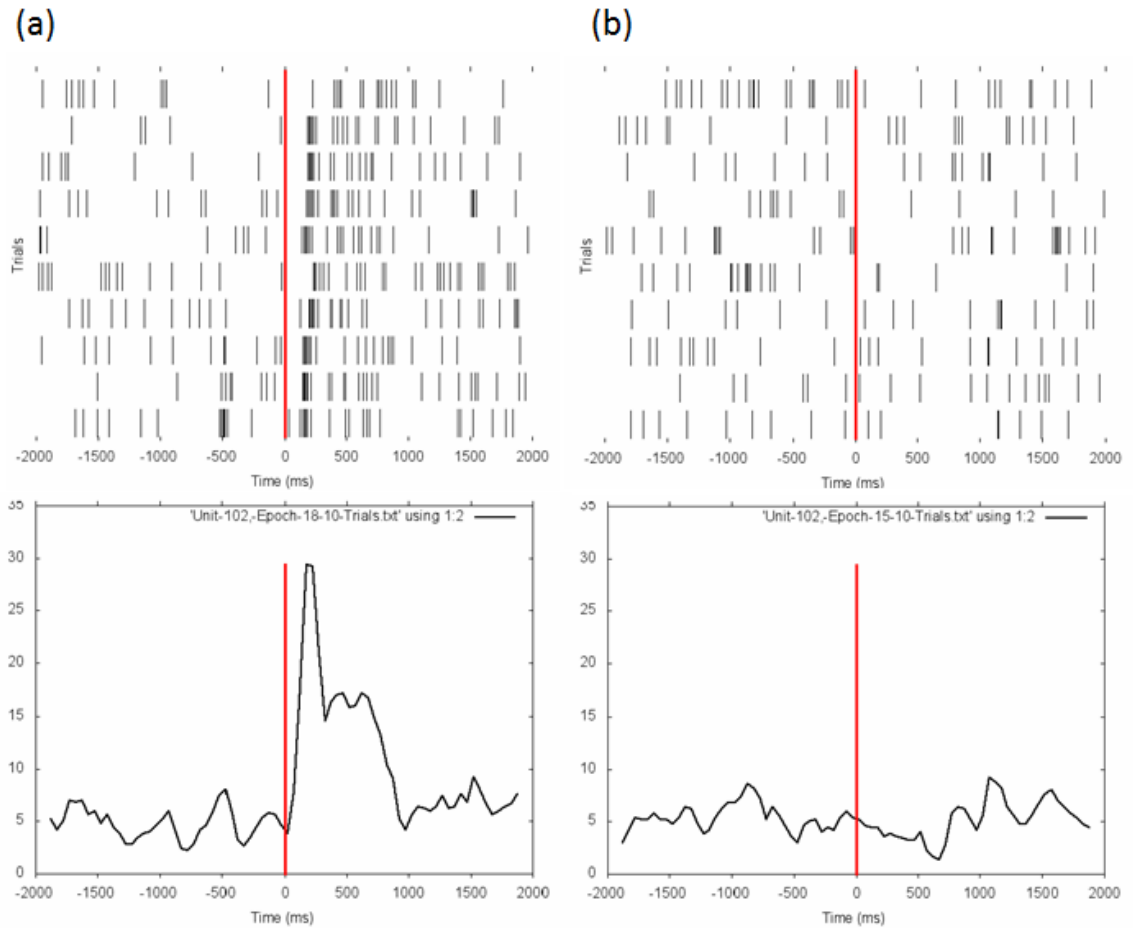 (a)
(b)
Trials
-2000 -1500 -1000 -500 0 500 1000 1500 2000
Time (ms)
Trials
-2000 -1500 -1000 -500 0 500 1000 1500 2000
Time (ms)
'Unit-102,-Epoch-18-10-Trials.txt' using 1:2
35
30
25
20
15
10
5
0
-2000 -1500 -1000 -500 0 500 1000 1500 2000
Time (ms)
'Unit-102,-Epoch-15-10-Trials.txt' using 1:2
35
30
25
20
15
10
5
0
-2000 -1500 -1000 -500 0 500 1000 1500 2000
Time (ms)